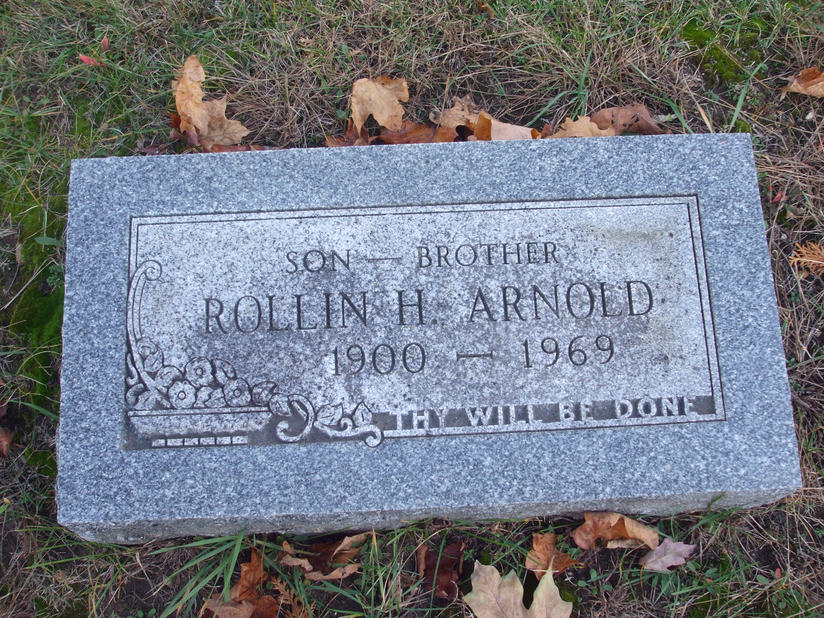 SON — BROTHER
ROLLIN H. ARNOLD
1900 — 1969
THY WILL BE DONE